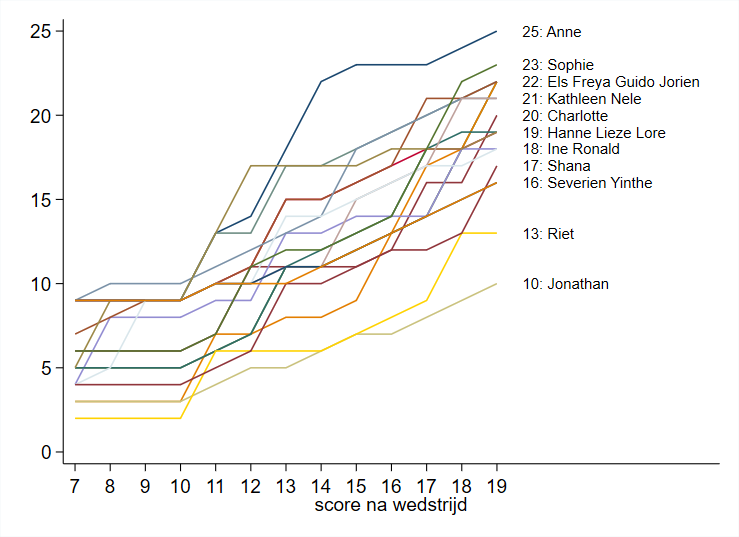 25
20
15
10
5
0
25: Anne
23: Sophie
22: Els Freya Guido Jorien
21: Kathleen Nele
20: Charlotte
19: Hanne Lieze Lore
18: Ine Ronald
17: Shana
16: Severien Yinthe
13: Riet
10: Jonathan
7 8 9 10 11 12 13 14 15 16 17 18 19
score na wedstrijd